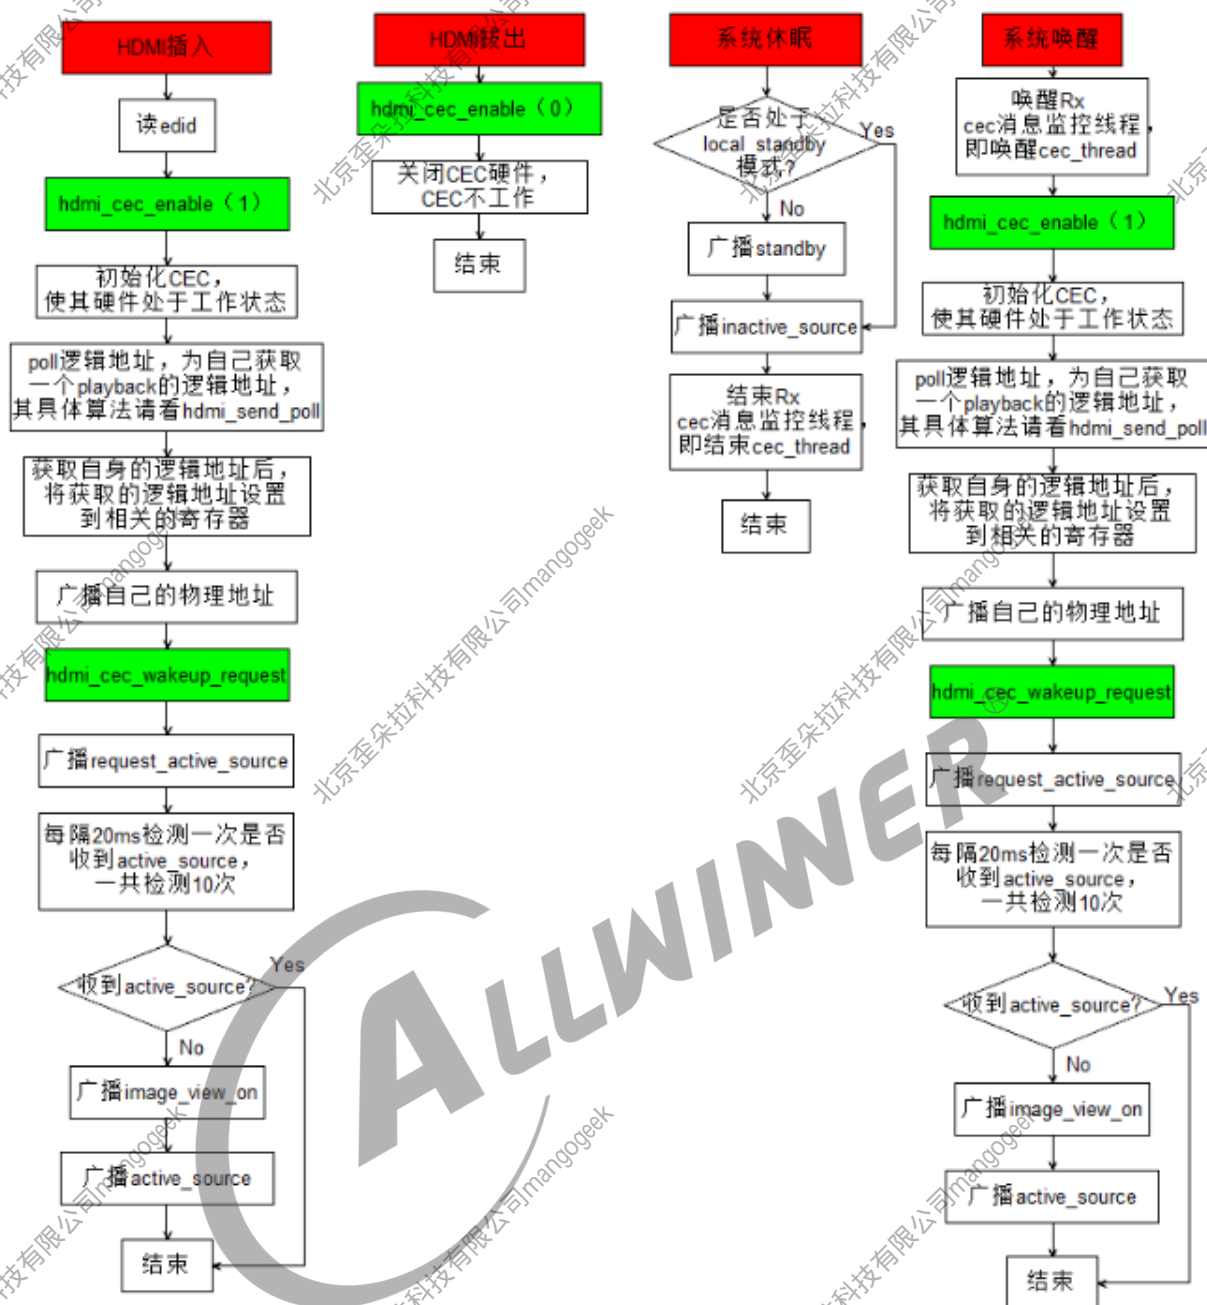 HDMI插入
读edid
hdmi_cec_enable（1）
初始化CEC，
使其硬件处于工作状态
poll逻辑地址，为自己获取
一个playback的逻辑地址，
其具体算法请看hdmi_send_poll
获取自身的逻辑地址后，
将获取的逻辑地址设置
到相关的寄存器
广播自己的物理地址
hdmi_cec_wakeup_request
广播request_active_source
每隔20ms检测一次是否
收到active_source，
一共检测10次
收到active_source?
Yes
No
广播image_view_on
广播active_source
结束
HDMI拔出
hdmi_cec_enable（0）
关闭CEC硬件，
CEC不工作
结束
系统休眠
是否处于
local_standby
模式?
Yes
No
广播standby
广播inactive_source
结束Rx
cec消息监控线程，
即结束cec_thread
结束
系统唤醒
唤醒Rx
cec消息监控线程，
即唤醒cec_thread
hdmi_cec_enable（1）
初始化CEC，
使其硬件处于工作状态
poll逻辑地址，为自己获取
一个playback的逻辑地址，
其具体算法请看hdmi_send_poll
获取自身的逻辑地址后，
将获取的逻辑地址设置
到相关的寄存器
广播自己的物理地址
hdmi_cec_wakeup_request
广播request_active_source
每隔20ms检测一次是否
收到active_source，
一共检测10次
收到active_source?
Yes
No
广播image_view_on
广播active_source
结束
ALLWINNER®
北京歪朵拉科技有限公司mangogeek
北京歪朵拉科技有限公司mangogeek